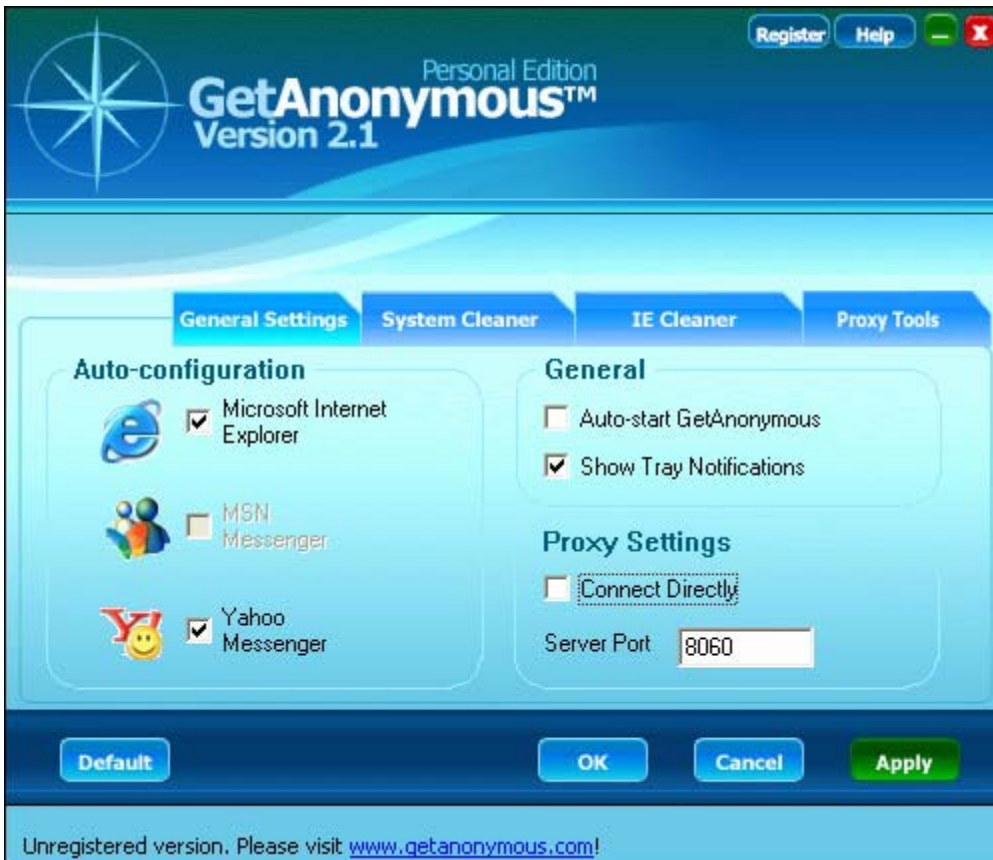 Register Help
Personal Edition
GetAnonymous™
Version 2.1
General Settings System Cleaner IE Cleaner Proxy Tools
Auto-configuration
Microsoft Internet
Explorer
MSN
Messenger
Yahoo
Messenger
General
Auto-start GetAnonymous
Show Tray Notifications
Proxy Settings
Connect Directly
Server Port 8060
Default OK Cancel Apply
Unregistered version. Please visit www.getanonymous.com!